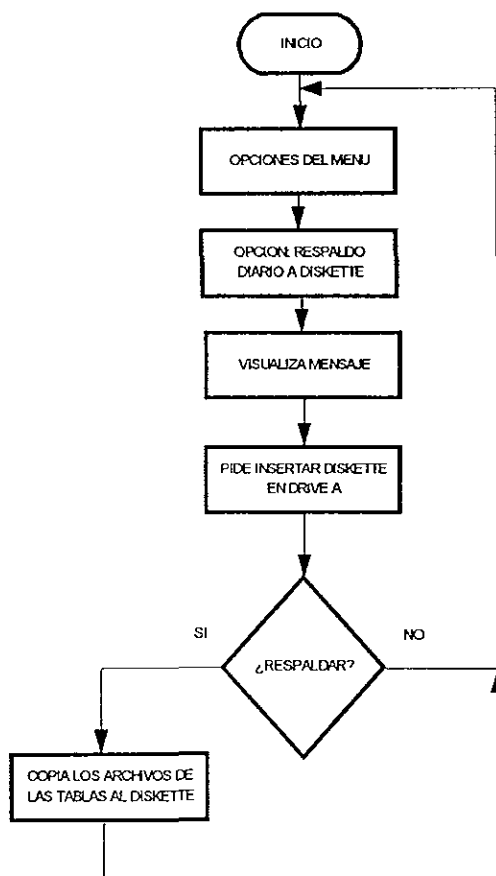 INICIO
OPCIONES DEL MENU
OPCION: RESPALDO
DIARIO A DISKETTE
VISUALIZA MENSAJE
PIDE INSERTAR DISKETTE
EN DRIVE A
SI
NO
¿RESPALDAR?
COPIA LOS ARCHIVOS DE
LAS TABLAS AL DISKETTE